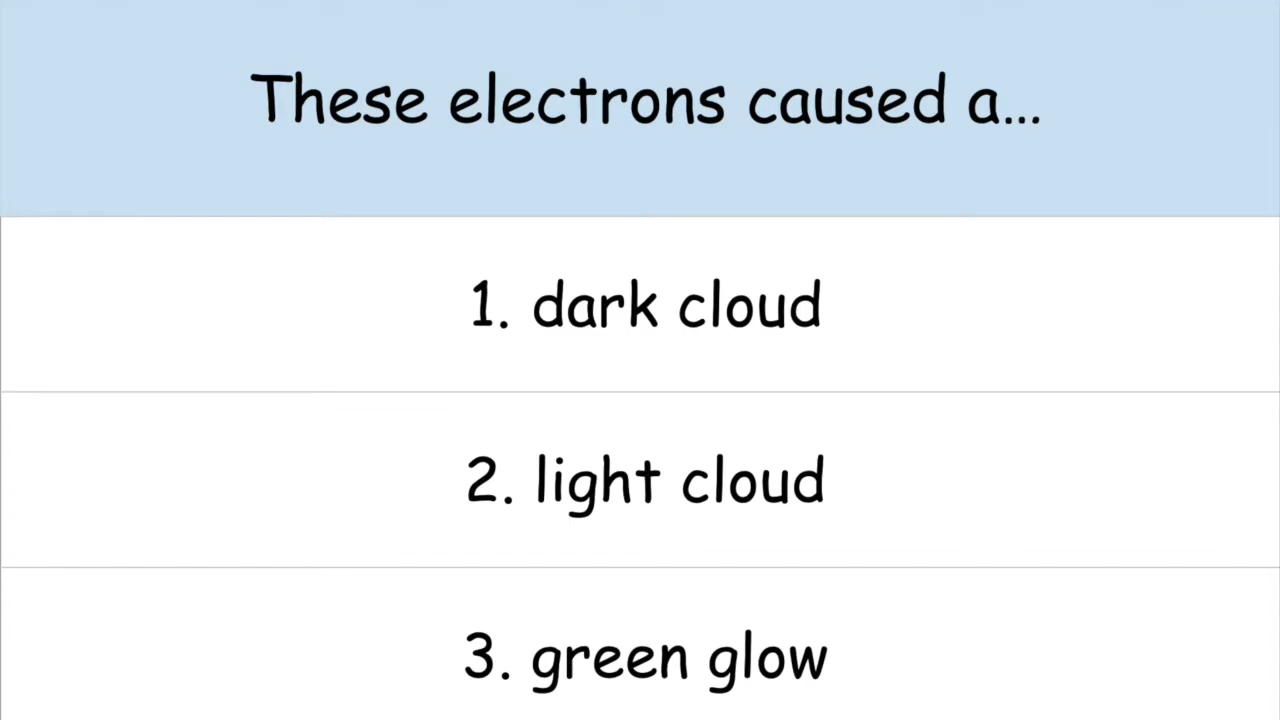 These electrons caused a...
1. dark cloud
2. light cloud
3. green glow